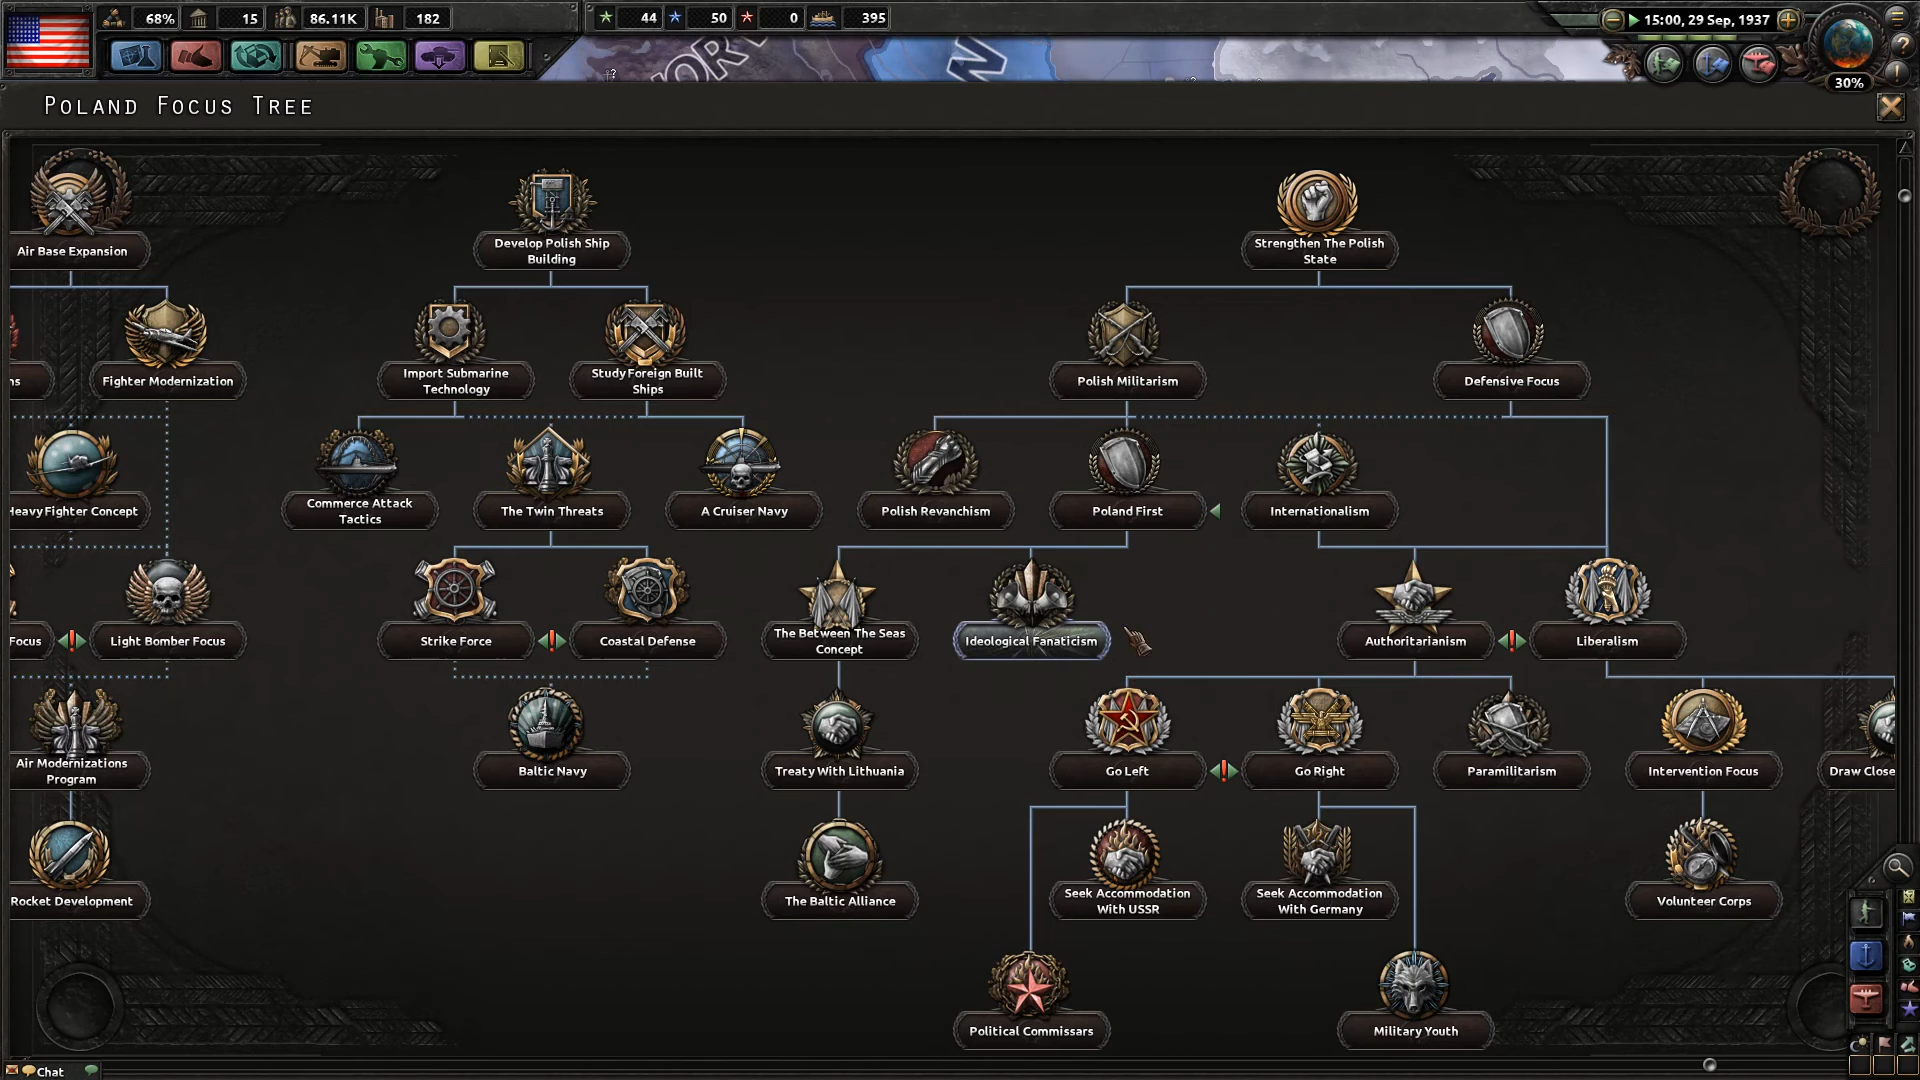 68%
15
86.11K
182
44
50
0
395
15:00, 29 Sep, 1937
30%
POLAND FOCUS TREE
Air Base Expansion
Develop Polish Ship
Building
Strengthen The Polish
State
ns
Fighter Modernization
Import Submarine
Technology
Study Foreign Built
Ships
Polish Militarism
Defensive Focus
Heavy Fighter Concept
Commerce Attack
Tactics
The Twin Threats
A Cruiser Navy
Polish Revanchism
Poland First
Internationalism
Focus
Light Bomber Focus
Strike Force
Coastal Defense
The Between The Seas
Concept
Ideological Fanaticism
Authoritarianism
Liberalism
Air Modernizations
Program
Baltic Navy
Treaty With Lithuania
Go Left
Go Right
Paramilitarism
Intervention Focus
Draw Close
Rocket Development
The Baltic Alliance
Seek Accommodation
With USSR
Seek Accommodation
With Germany
Volunteer Corps
Political Commissars
Military Youth
Chat